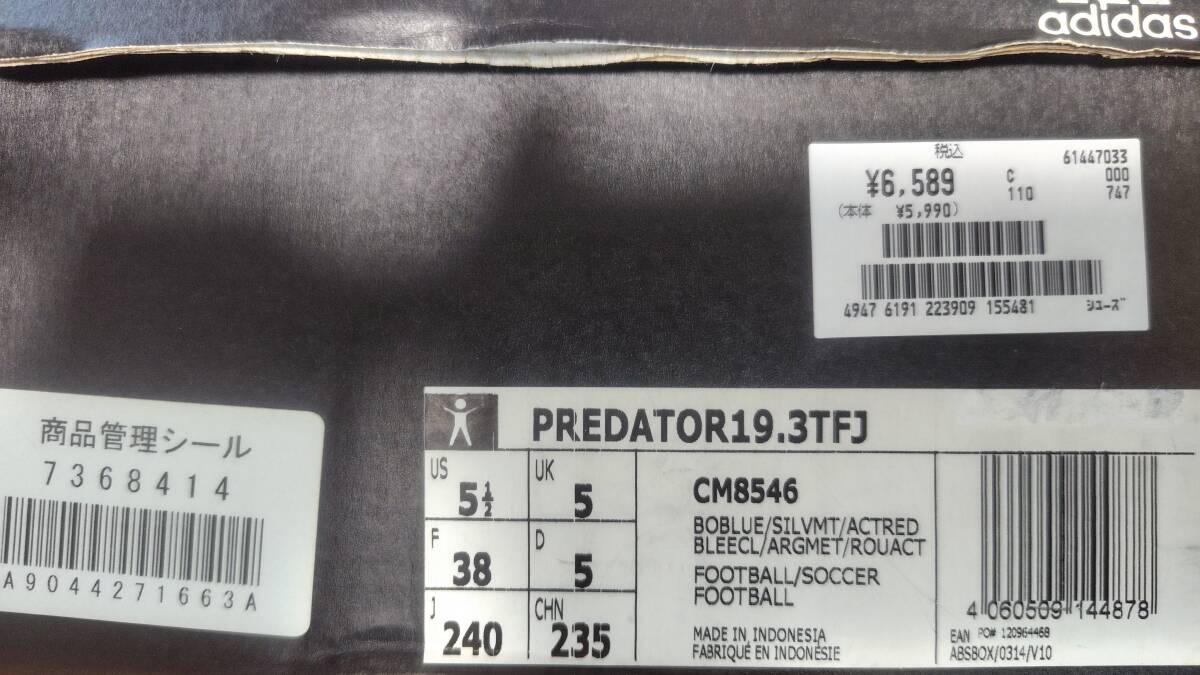 adidas
税込
61447033
¥6,589 C 000
110 747
(本体 ¥5,990)
4947 6191 223909 155481 シューズ
商品管理シール
7368414
A9044271663A
PREDATOR19.3TFJ
US 5½ UK 5
F 38 D 5
J 240 CHN 235
CM8546
BOBLUE/SILVMT/ACTRED
BLEECL/ARGMET/ROUACT
FOOTBALL/SOCCER
FOOTBALL
MADE IN INDONESIA
FABRIQUÉ EN INDONÉSIE
4 060509 144878
EAN PO# 120964468
ABSBOX/0314/V10